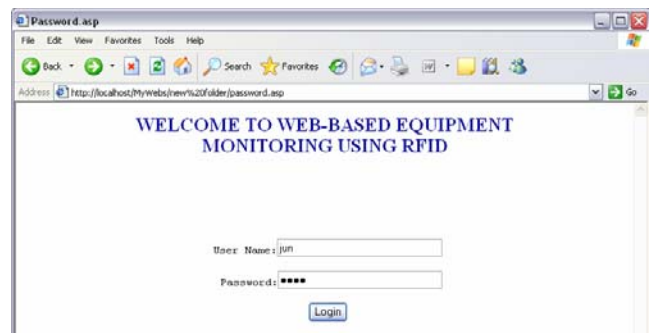 Password.asp
File Edit View Favorites Tools Help
Back Search Favorites
Address http://localhost/MyWebs/new%20folder/password.asp Go
WELCOME TO WEB-BASED EQUIPMENT
MONITORING USING RFID
User Name: jun
Password: ••••
Login